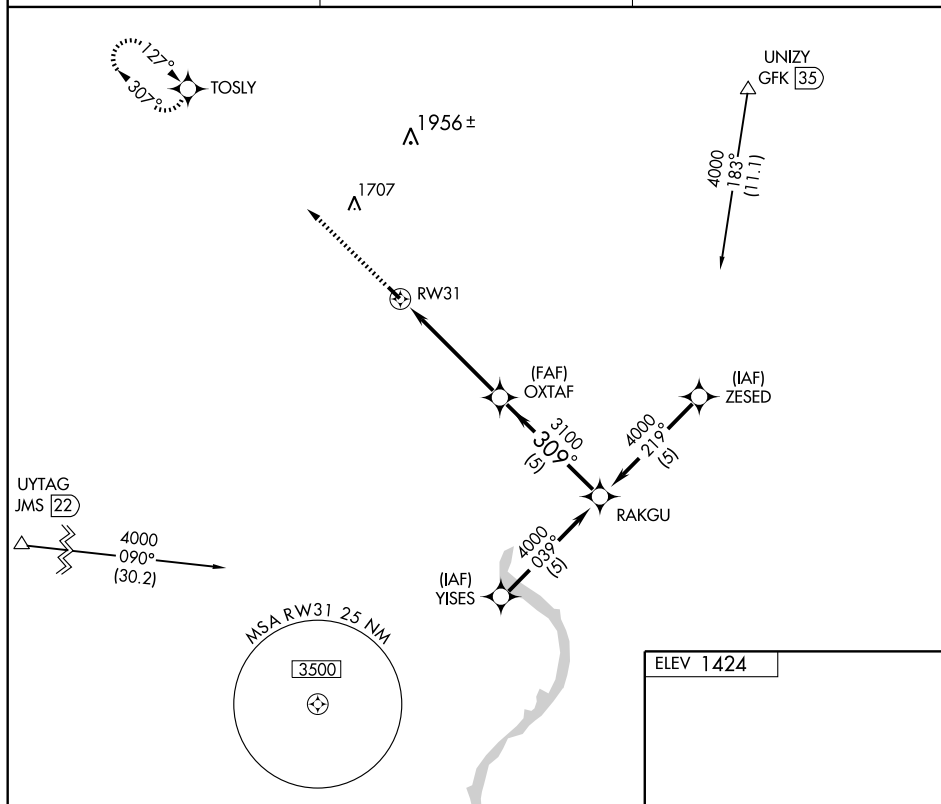 127°
307°
TOSLY
UNIZY
GFK 35
4000
183°
(11.1)
1956 ±
1707
RW31
(FAF)
OXTAF
(IAF)
ZESED
3100
309°
(5)
4000
219°
(5)
RAKGU
UYTAG
JMS 22
4000
090°
(30.2)
4000
039°
(5)
(IAF)
YISES
MSA RW31 25 NM
3500
ELEV 1424